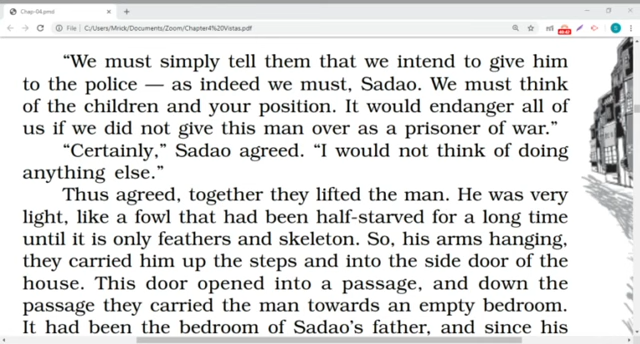 Chap-04.pmd
File | C:/Users/Mrick/Documents/Zoom/Chapter4%20Vistas.pdf
“We must simply tell them that we intend to give him
to the police — as indeed we must, Sadao. We must think
of the children and your position. It would endanger all of
us if we did not give this man over as a prisoner of war.”
“Certainly,” Sadao agreed. “I would not think of doing
anything else.”
Thus agreed, together they lifted the man. He was very
light, like a fowl that had been half-starved for a long time
until it is only feathers and skeleton. So, his arms hanging,
they carried him up the steps and into the side door of the
house. This door opened into a passage, and down the
passage they carried the man towards an empty bedroom.
It had been the bedroom of Sadao’s father, and since his